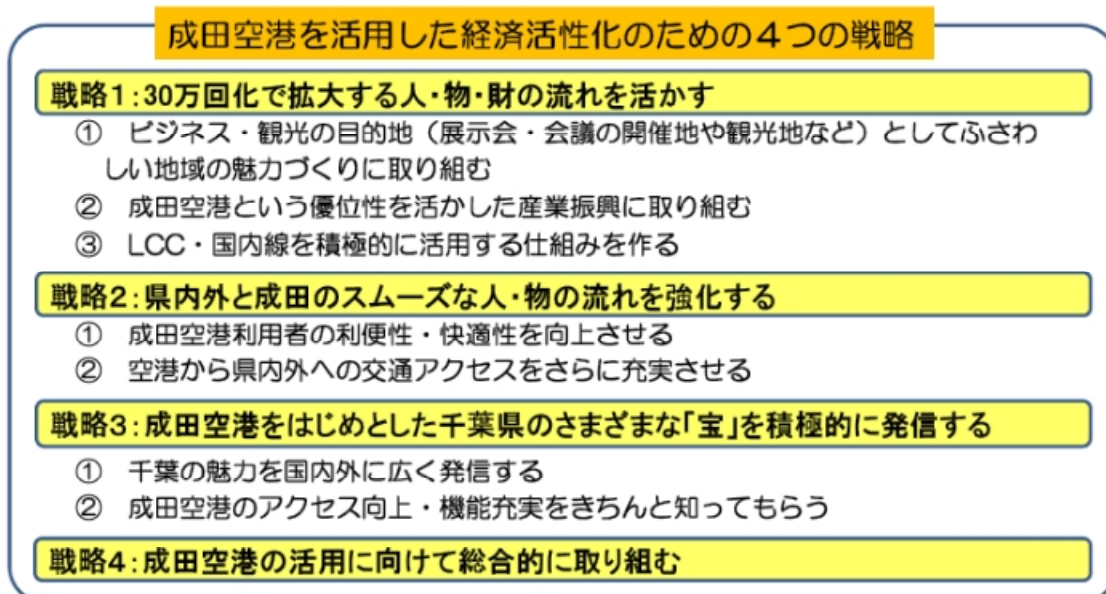 成田空港を活用した経済活性化のための４つの戦略
戦略1:30万回化で拡大する人・物・財の流れを活かす
① ビジネス・観光の目的地（展示会・会議の開催地や観光地など）としてふさわ
しい地域の魅力づくりに取り組む
② 成田空港という優位性を活かした産業振興に取り組む
③ LCC・国内線を積極的に活用する仕組みを作る
戦略2:県内外と成田のスムーズな人・物の流れを強化する
① 成田空港利用者の利便性・快適性を向上させる
② 空港から県内外への交通アクセスをさらに充実させる
戦略3:成田空港をはじめとした千葉県のさまざまな「宝」を積極的に発信する
① 千葉の魅力を国内外に広く発信する
② 成田空港のアクセス向上・機能充実をきちんと知ってもらう
戦略4:成田空港の活用に向けて総合的に取り組む